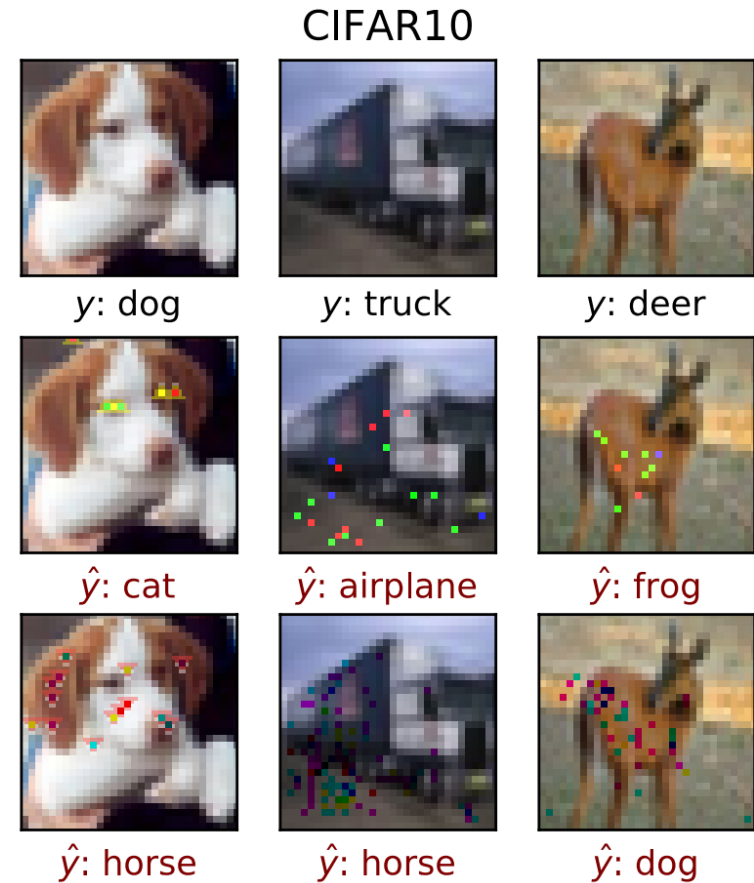 CIFAR10
y: dog
y: truck
y: deer
ŷ: cat
ŷ: airplane
ŷ: frog
ŷ: horse
ŷ: horse
ŷ: dog